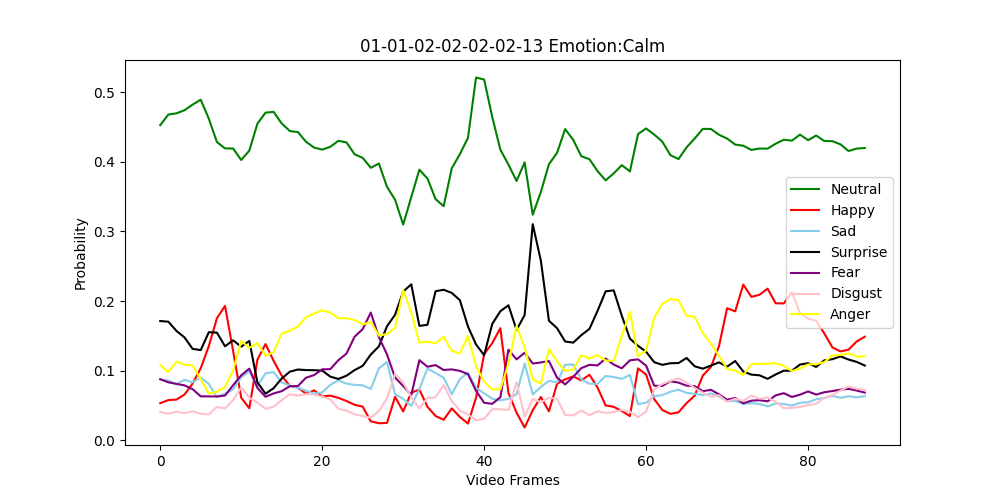 01-01-02-02-02-02-13 Emotion:Calm
Probability
0.5
0.4
0.3
0.2
0.1
0.0
Neutral
Happy
Sad
Surprise
Fear
Disgust
Anger
0 20 40 60 80
Video Frames